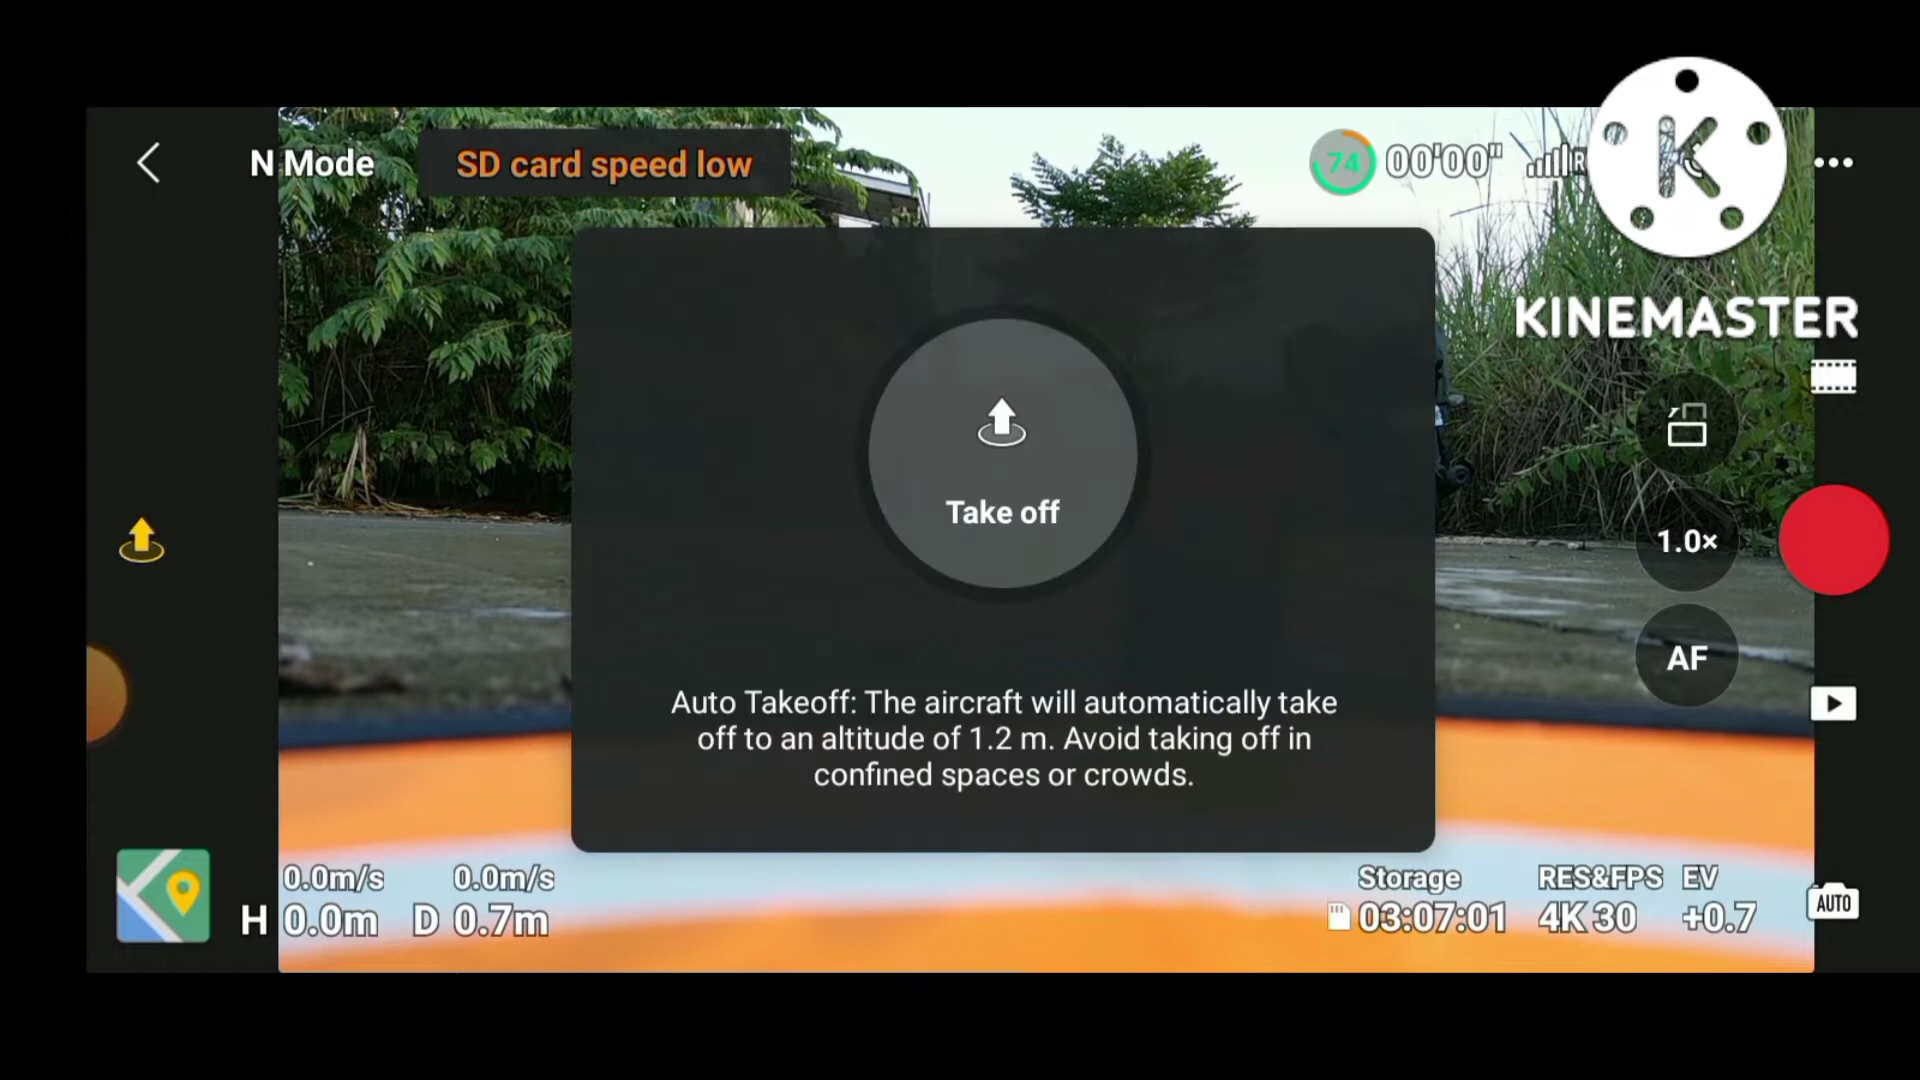 N Mode
SD card speed low
74
00'00"
R
K
KINEMASTER
Take off
1.0×
AF
Auto Takeoff: The aircraft will automatically take
off to an altitude of 1.2 m. Avoid taking off in
confined spaces or crowds.
0.0m/s 0.0m/s
H 0.0m D 0.7m
Storage RES&FPS EV
03:07:01 4K 30 +0.7
AUTO